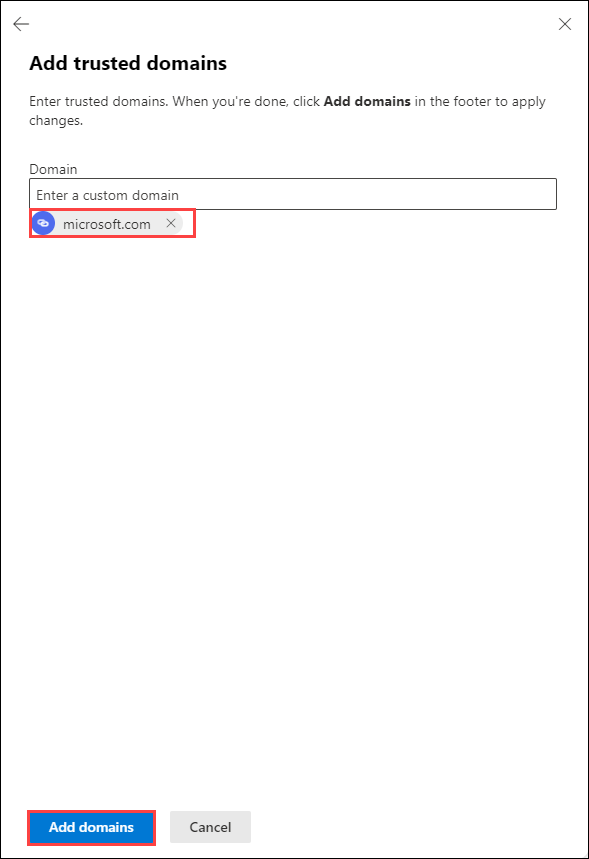 Add trusted domains
Enter trusted domains. When you're done, click Add domains in the footer to apply
changes.
Domain
Enter a custom domain
microsoft.com
Add domains
Cancel